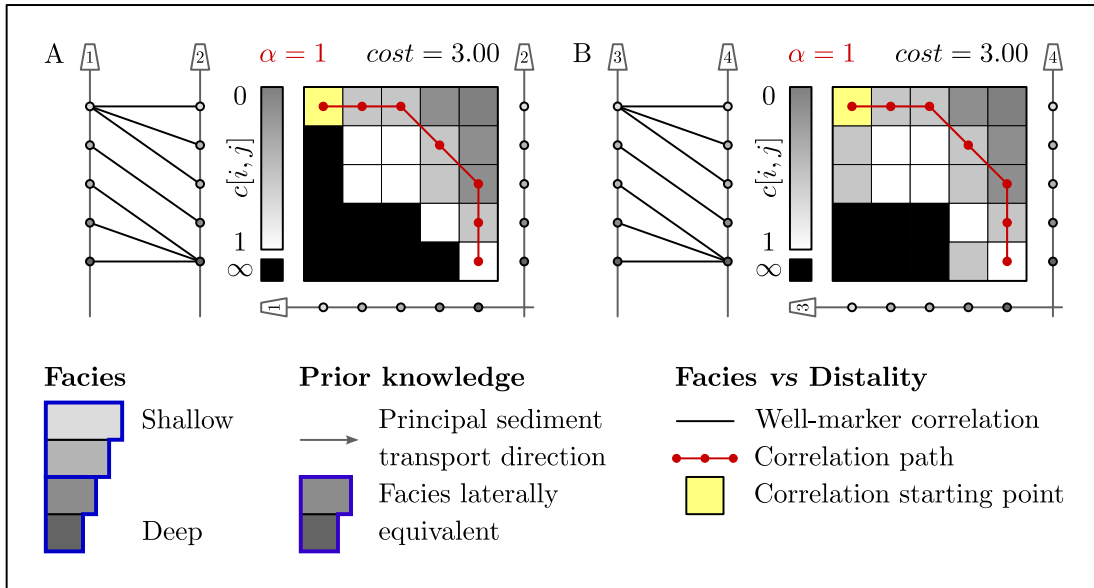 A 1 2 α = 1 cost = 3.00 2
0
c[i, j]
1
∞
1
B 3 4 α = 1 cost = 3.00 4
0
c[i, j]
1
∞
3
Facies
Shallow
Deep
Prior knowledge
Principal sediment
transport direction
Facies laterally
equivalent
Facies vs Distality
Well-marker correlation
Correlation path
Correlation starting point